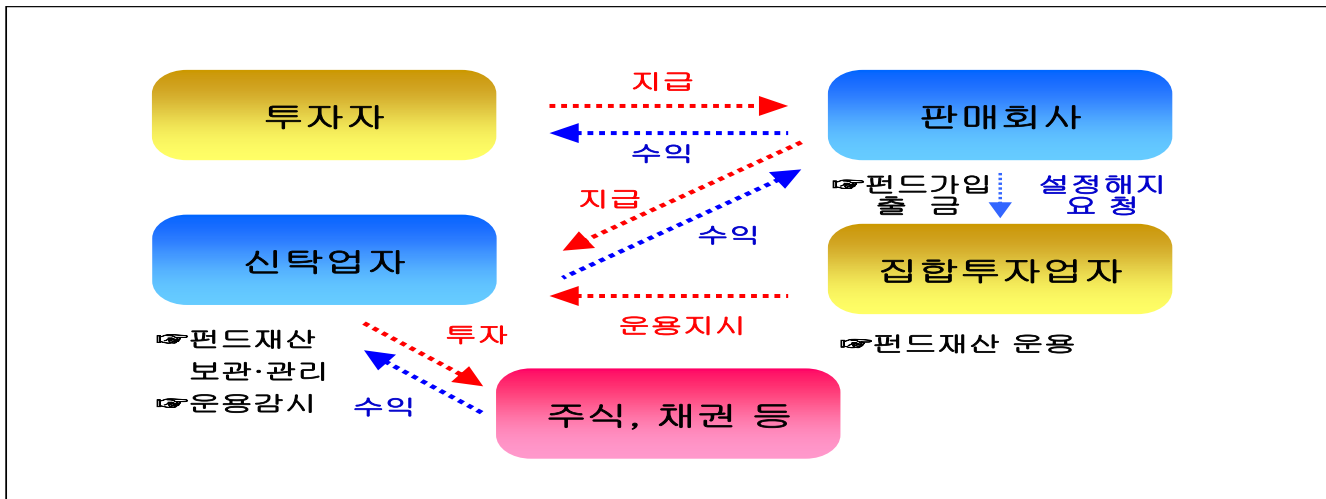 지급
투자자
판매회사
수익
☞펀드가입
출 금
설정해지
요 청
지급
수익
신탁업자
집합투자업자
운용지시
☞펀드재산
보관·관리
☞운용감시
투자
☞펀드재산 운용
수익
주식, 채권 등